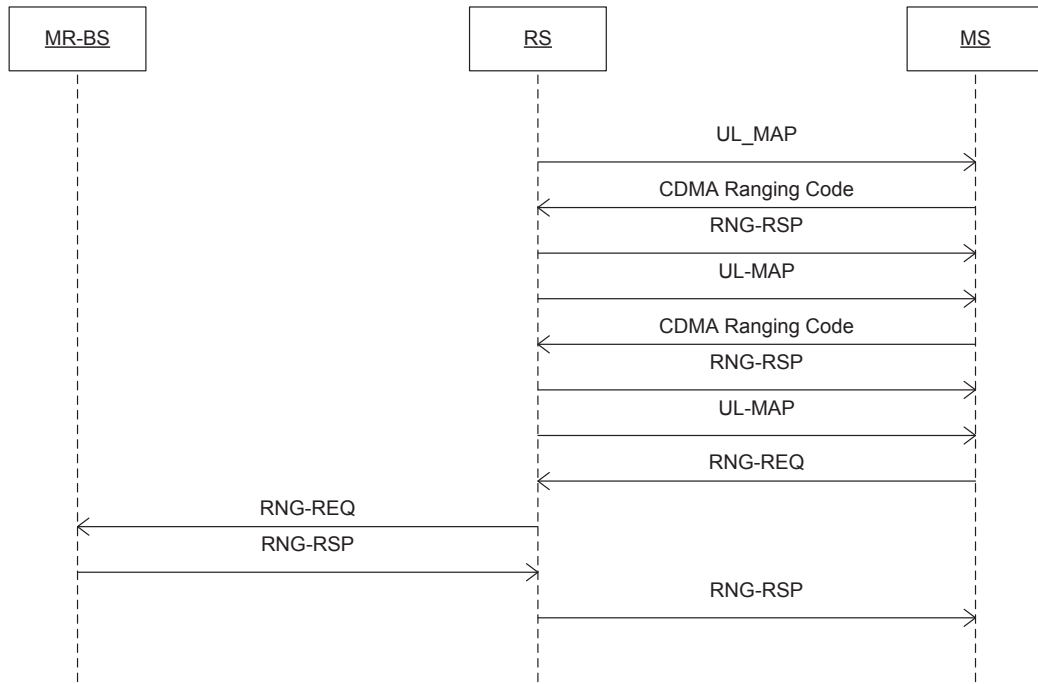 MR-BS
RS
MS
UL_MAP
CDMA Ranging Code
RNG-RSP
UL-MAP
CDMA Ranging Code
RNG-RSP
UL-MAP
RNG-REQ
RNG-REQ
RNG-RSP
RNG-RSP